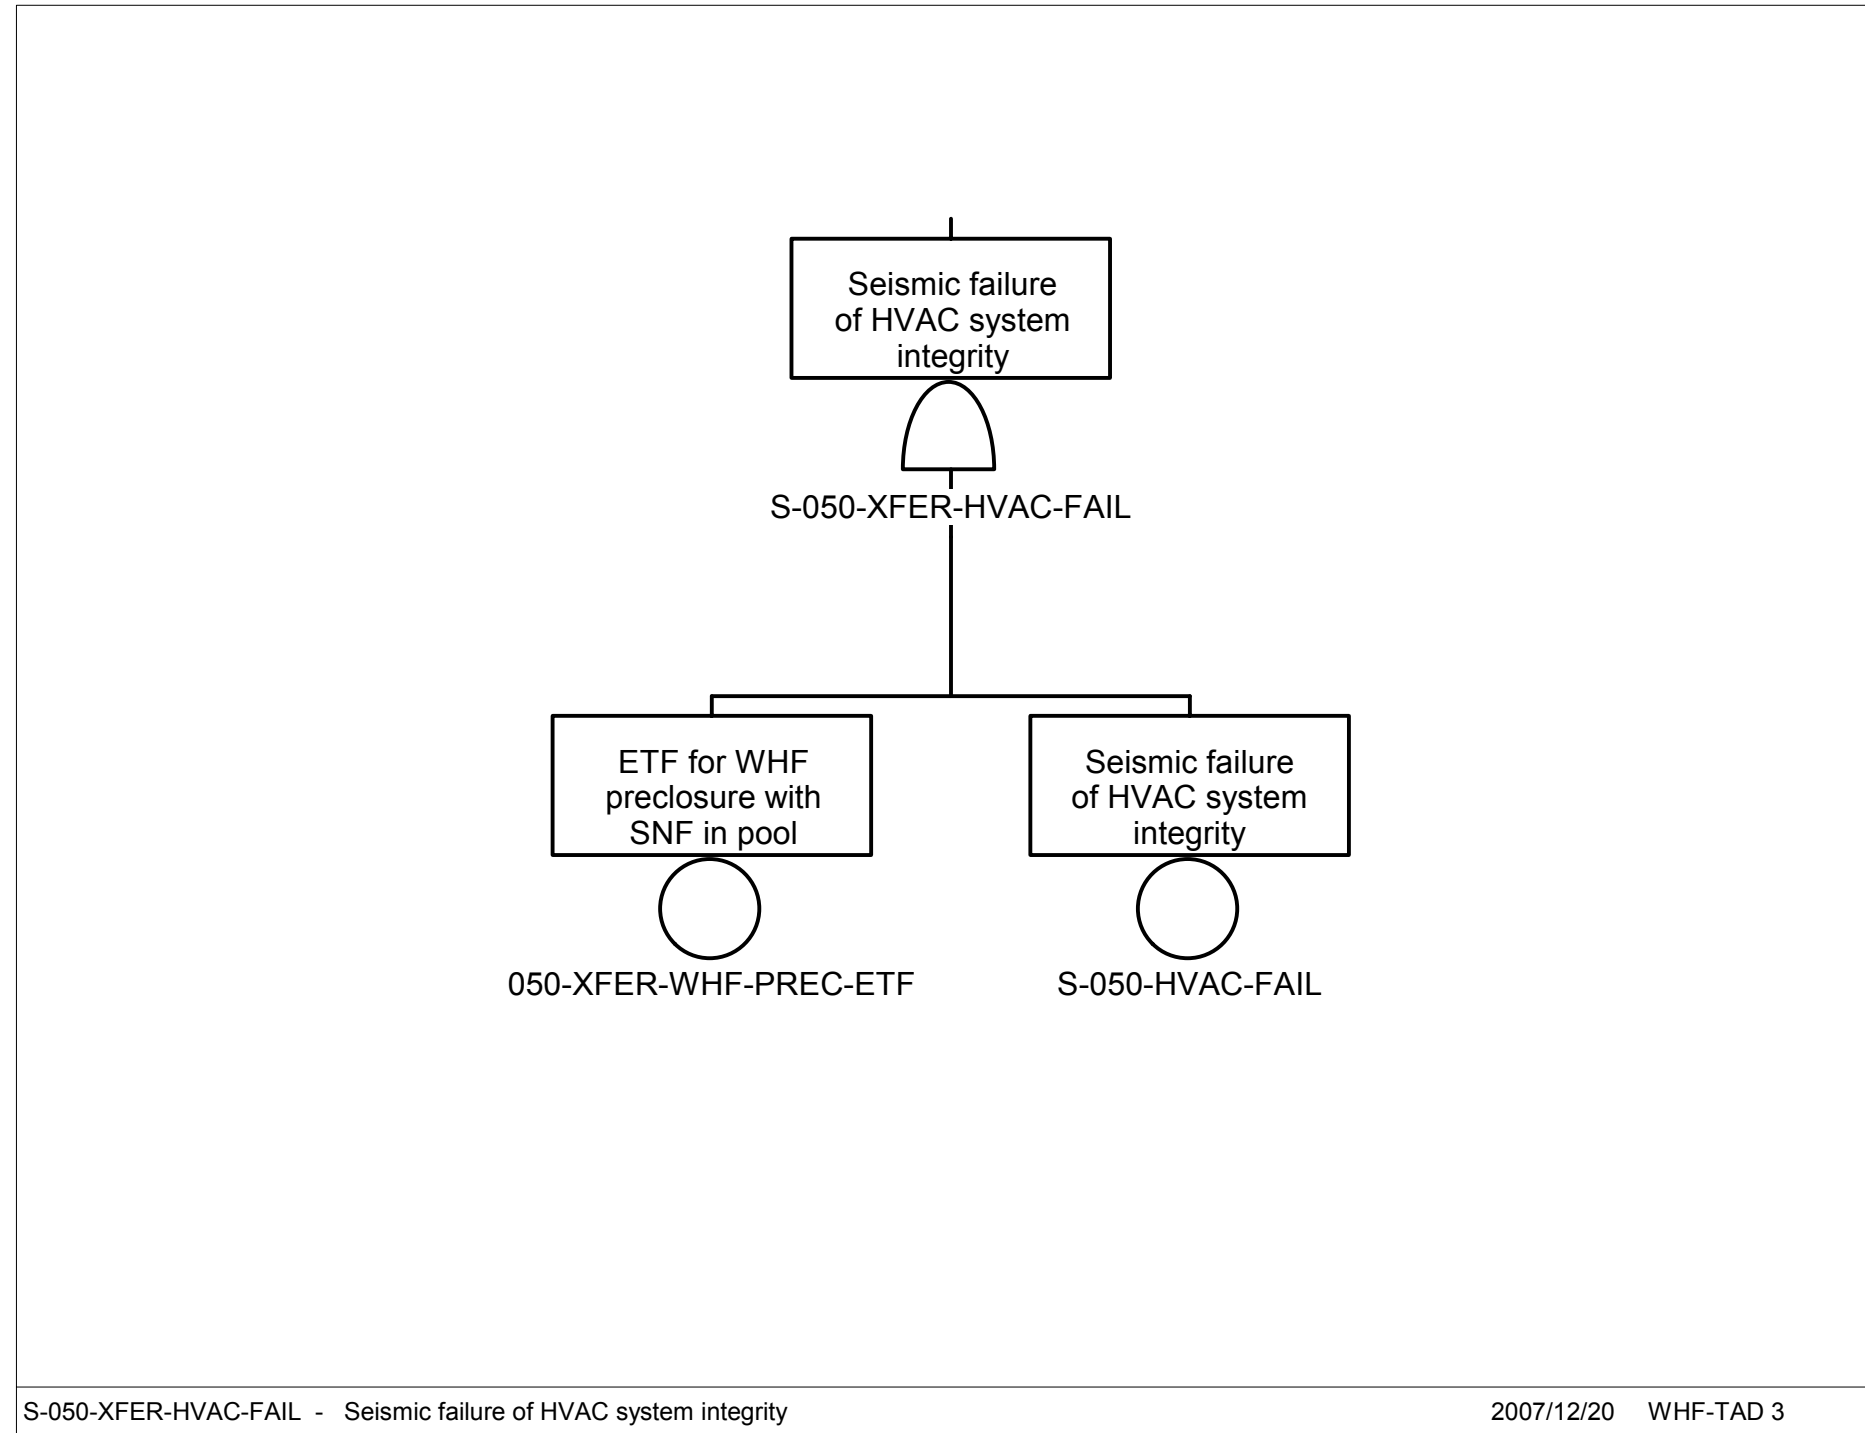 Seismic failure
of HVAC system
integrity
S-050-XFER-HVAC-FAIL
ETF for WHF
preclosure with
SNF in pool
050-XFER-WHF-PREC-ETF
Seismic failure
of HVAC system
integrity
S-050-HVAC-FAIL
S-050-XFER-HVAC-FAIL - Seismic failure of HVAC system integrity 2007/12/20 WHF-TAD 3